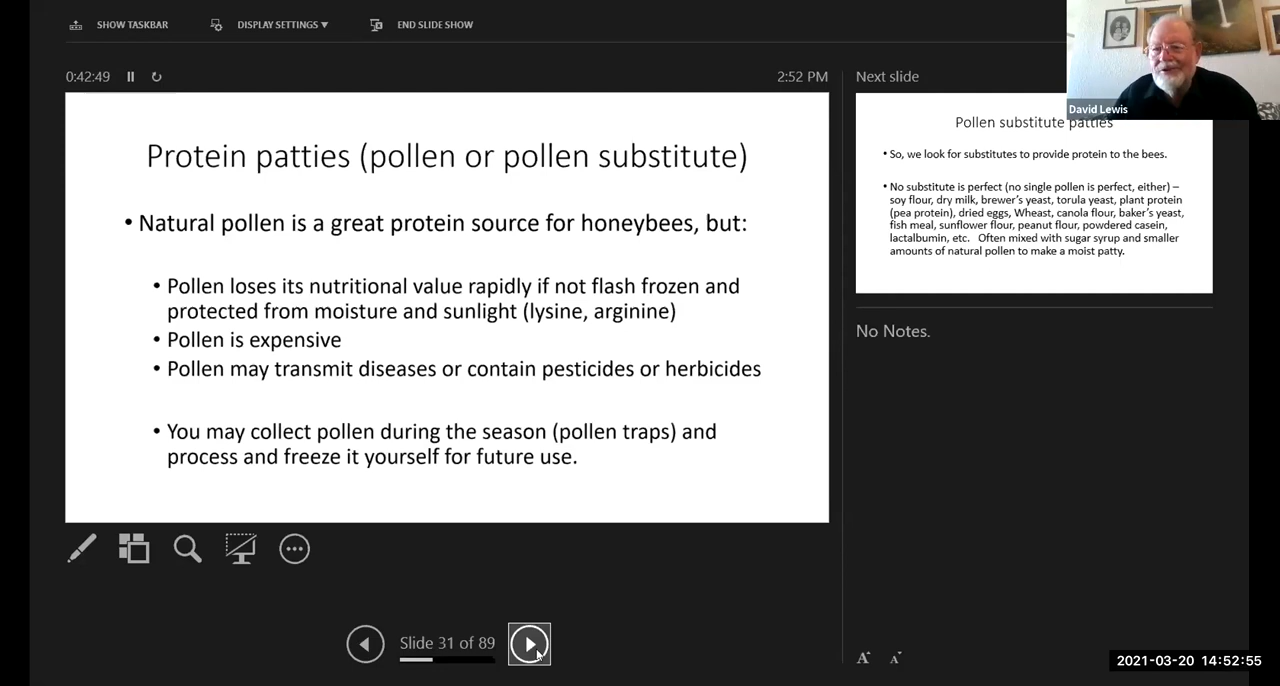 SHOW TASKBAR
DISPLAY SETTINGS ▼
END SLIDE SHOW
0:42:49
2:52 PM
Protein patties (pollen or pollen substitute)
• Natural pollen is a great protein source for honeybees, but:
• Pollen loses its nutritional value rapidly if not flash frozen and
protected from moisture and sunlight (lysine, arginine)
• Pollen is expensive
• Pollen may transmit diseases or contain pesticides or herbicides
• You may collect pollen during the season (pollen traps) and
process and freeze it yourself for future use.
Slide 31 of 89
Next slide
David Lewis
Pollen substitute patties
• So, we look for substitutes to provide protein to the bees.
• No substitute is perfect (no single pollen is perfect, either) –
soy flour, dry milk, brewer's yeast, torula yeast, plant protein
(pea protein), dried eggs, Wheast, canola flour, baker's yeast,
fish meal, sunflower flour, peanut flour, powdered casein,
lactalbumin, etc. Often mixed with sugar syrup and smaller
amounts of natural pollen to make a moist patty.
No Notes.
A A
2021-03-20 14:52:55